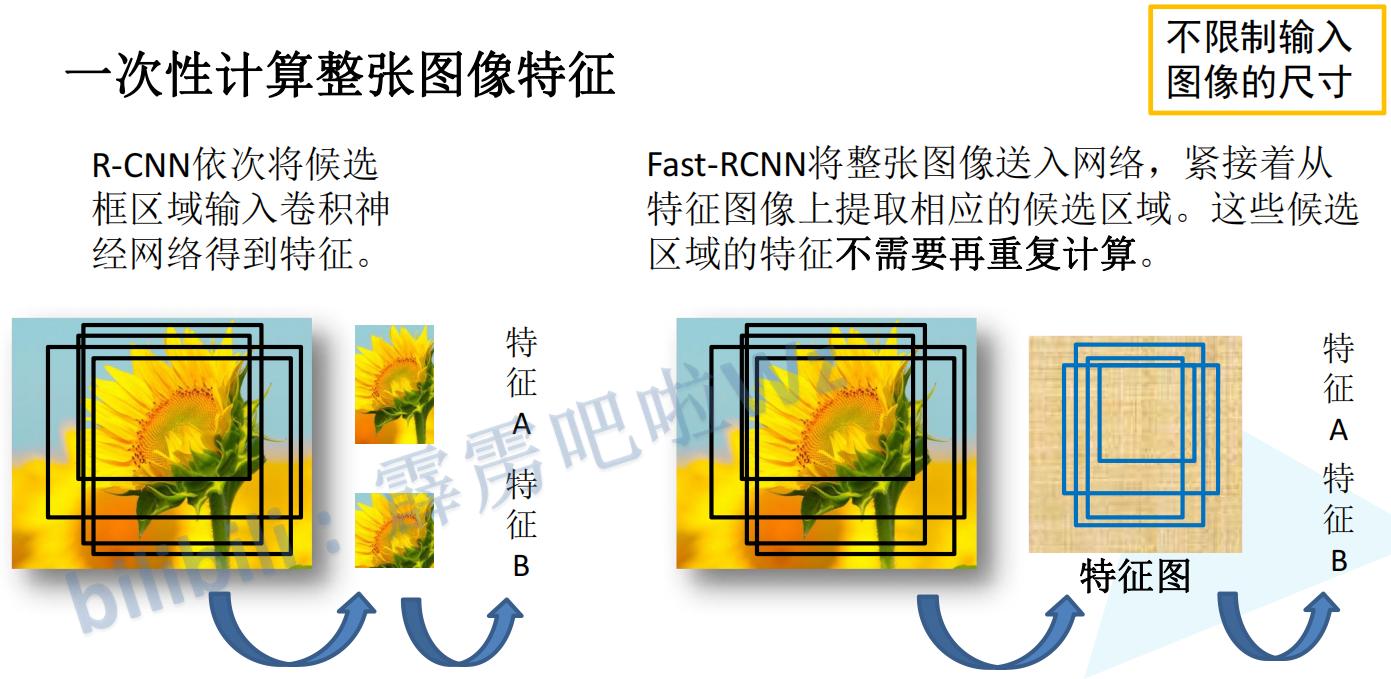 不限制输入
图像的尺寸
一次性计算整张图像特征
R-CNN依次将候选
框区域输入卷积神
经网络得到特征。
Fast-RCNN将整张图像送入网络，紧接着从
特征图像上提取相应的候选区域。这些候选
区域的特征不需要再重复计算。
特
征
A
特
征
B
特征图
特
征
A
特
征
B
bilibili：霹雳吧啦Wz